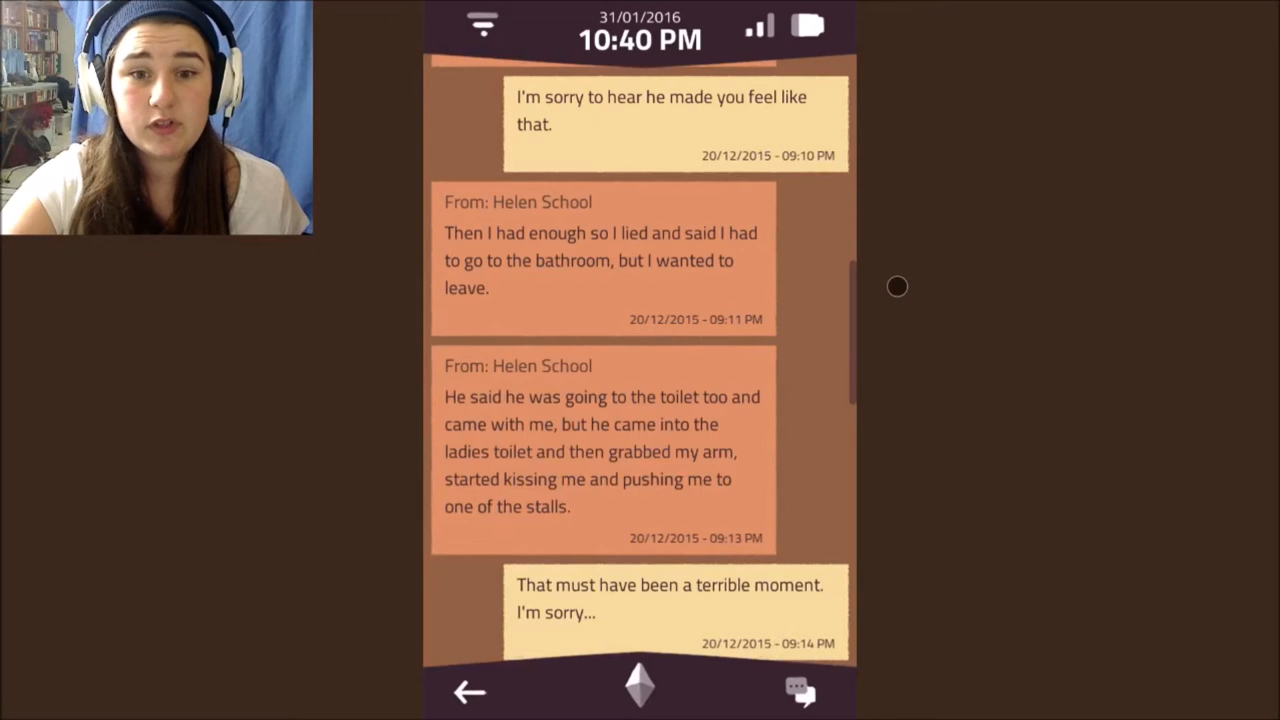 31/01/2016
10:40 PM
I'm sorry to hear he made you feel like
that.
20/12/2015 - 09:10 PM
From: Helen School
Then I had enough so I lied and said I had
to go to the bathroom, but I wanted to
leave.
20/12/2015 - 09:11 PM
From: Helen School
He said he was going to the toilet too and
came with me, but he came into the
ladies toilet and then grabbed my arm,
started kissing me and pushing me to
one of the stalls.
20/12/2015 - 09:13 PM
That must have been a terrible moment.
I'm sorry...
20/12/2015 - 09:14 PM